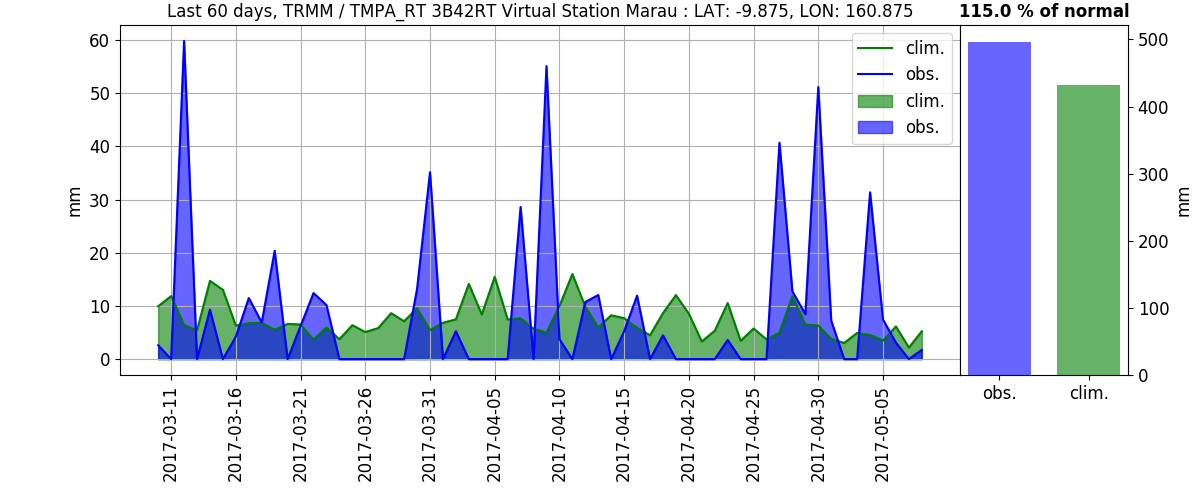 Last 60 days, TRMM / TMPA_RT 3B42RT Virtual Station Marau : LAT: -9.875, LON: 160.875
115.0 % of normal
60
50
40
30
20
10
0
mm
clim.
obs.
clim.
obs.
2017-03-11
2017-03-16
2017-03-21
2017-03-26
2017-03-31
2017-04-05
2017-04-10
2017-04-15
2017-04-20
2017-04-25
2017-04-30
2017-05-05
500
400
300
200
100
0
mm
obs.
clim.